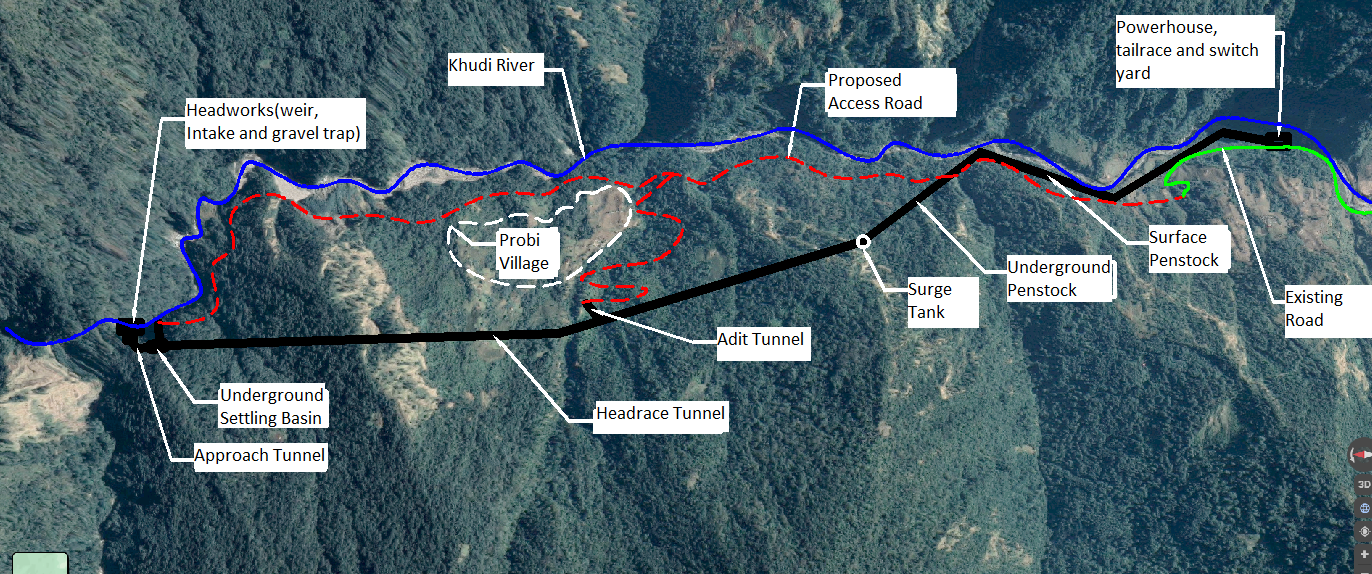 Powerhouse,
tailrace and switch
yard
Khudi River
Proposed
Access Road
Headworks(weir,
Intake and gravel trap)
Probi
Village
Surface
Penstock
Underground
Penstock
Surge
Tank
Existing
Road
Adit Tunnel
Underground
Settling Basin
Headrace Tunnel
Approach Tunnel
3D